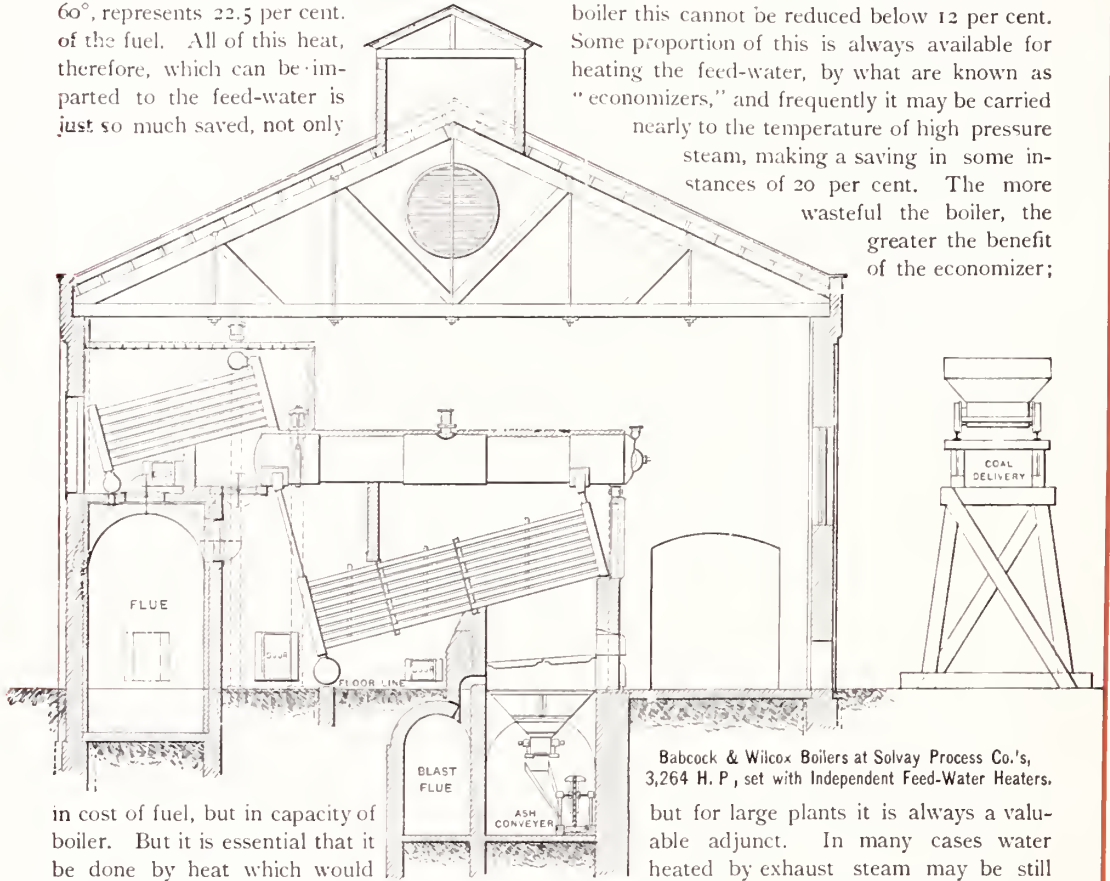 60°, represents 22.5 per cent.
of the fuel. All of this heat,
therefore, which can be im-
parted to the feed-water is
just so much saved, not only
in cost of fuel, but in capacity of
boiler. But it is essential that it
be done by heat which would
boiler this cannot be reduced below 12 per cent.
Some proportion of this is always available for
heating the feed-water, by what are known as
"economizers," and frequently it may be carried
nearly to the temperature of high pressure
steam, making a saving in some in-
stances of 20 per cent. The more
wasteful the boiler, the
greater the benefit
of the economizer;
but for large plants it is always a valu-
able adjunct. In many cases water
heated by exhaust steam may be still
FLUE
DOOR
DOOR
FLOOR LINE
BLAST
FLUE
ASH
CONVEYER
COAL
DELIVERY
Babcock & Wilcox Boilers at Solvay Process Co.'s,
3,264 H. P, set with Independent Feed-Water Heaters.